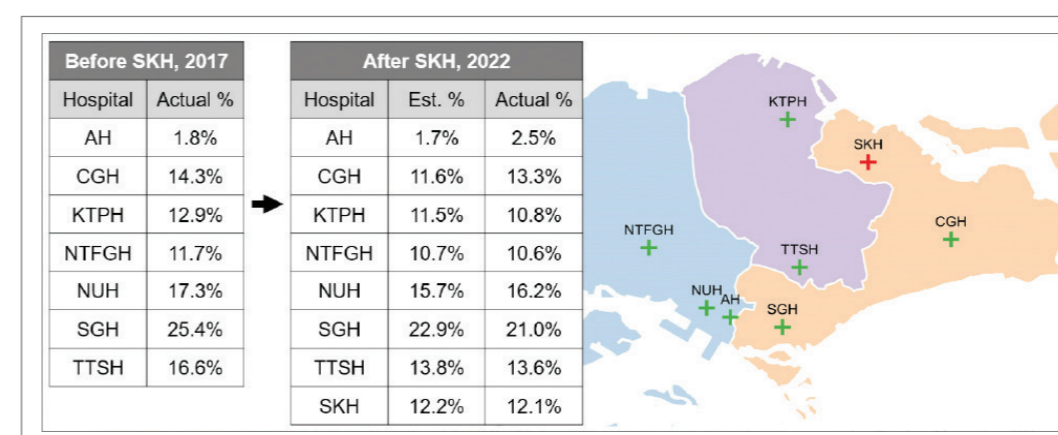 Before SKH, 2017
Hospital Actual %
AH 1.8%
CGH 14.3%
KTPH 12.9%
NTFGH 11.7%
NUH 17.3%
SGH 25.4%
TTSH 16.6%
After SKH, 2022
Hospital Est. % Actual %
AH 1.7% 2.5%
CGH 11.6% 13.3%
KTPH 11.5% 10.8%
NTFGH 10.7% 10.6%
NUH 15.7% 16.2%
SGH 22.9% 21.0%
TTSH 13.8% 13.6%
SKH 12.2% 12.1%
KTPH
SKH
CGH
NTFGH
TTSH
NUH
AH
SGH